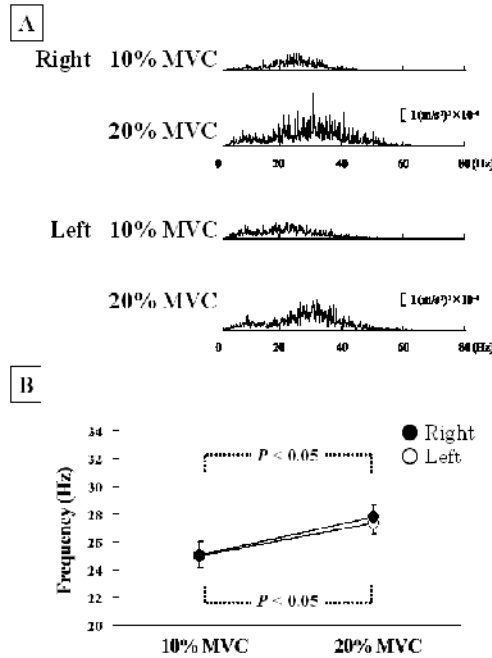 A
Right 10% MVC
20% MVC
0 20 40 60 80 (Hz)
Left 10% MVC
20% MVC
0 20 40 60 80 (Hz)
B
Right
Left
34
32
30
28
26
24
22
20
Frequency (Hz)
P < 0.05
P < 0.05
10% MVC 20% MVC